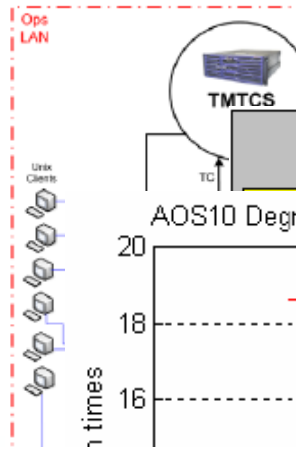 Ops
LAN
TMTCS
Unix
Clients
TC
AOS10 Degr
20
18
16
n times